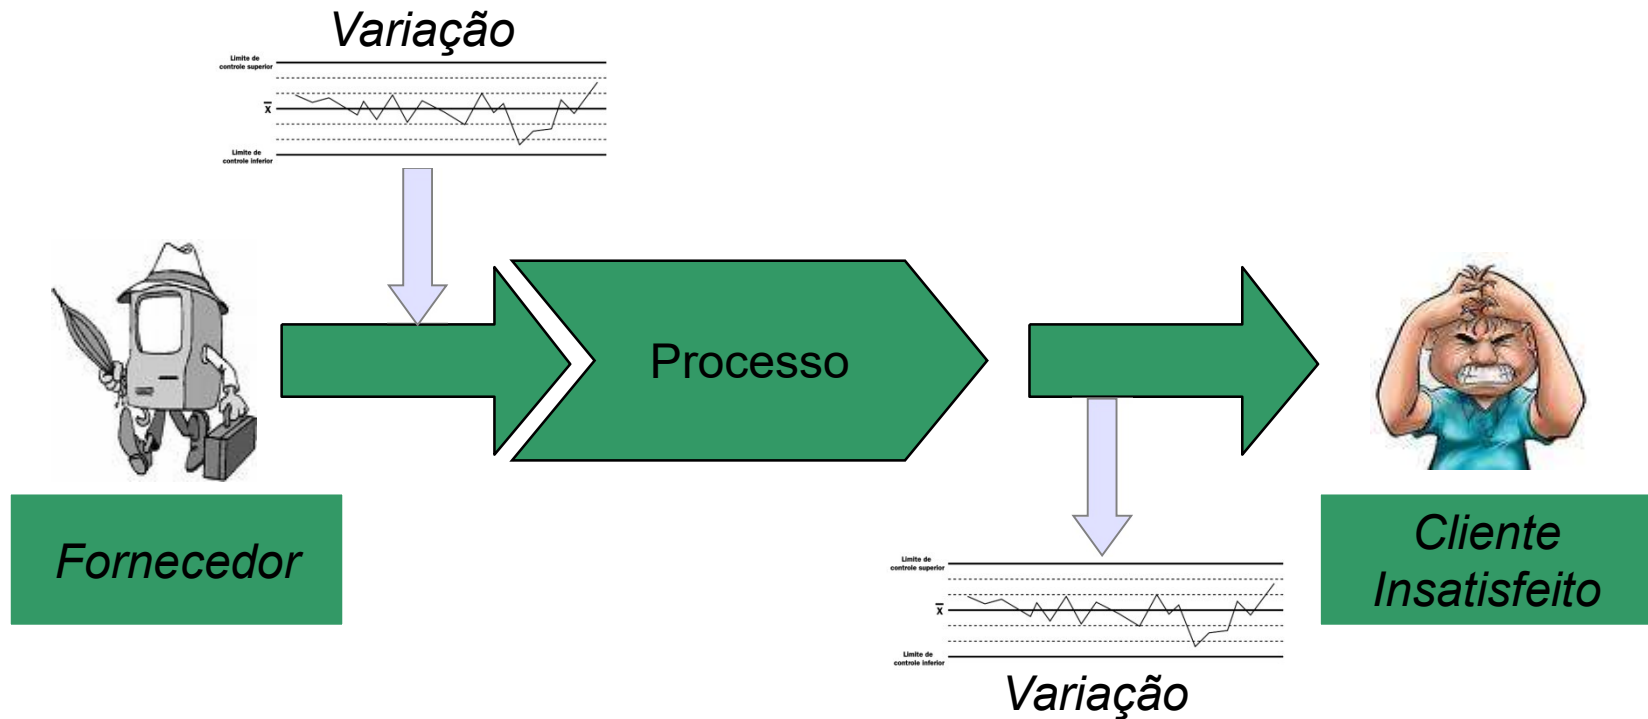 Variação
Limite de
controle superior
x̅
Limite de
controle inferior
Processo
Fornecedor
Cliente
Insatisfeito
Limite de
controle superior
x̅
Limite de
controle inferior
Variação